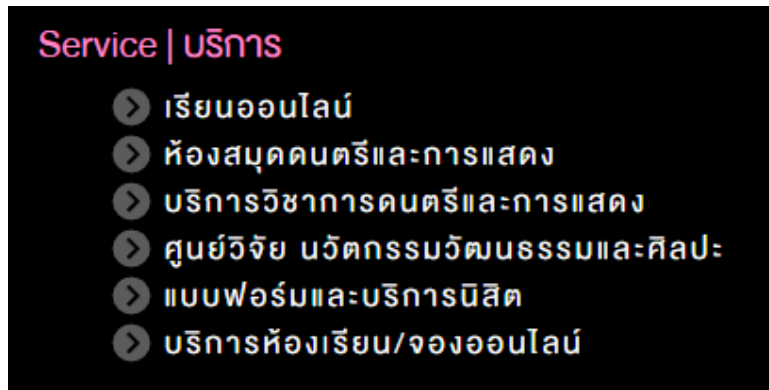 Service | บริการ
เรียนออนไลน์
ห้องสมุดดนตรีและการแสดง
บริการวิชาการดนตรีและการแสดง
ศูนย์วิจัย นวัตกรรมวัฒนธรรมและศิลปะ
แบบฟอร์มและบริการนิสิต
บริการห้องเรียน/จองออนไลน์